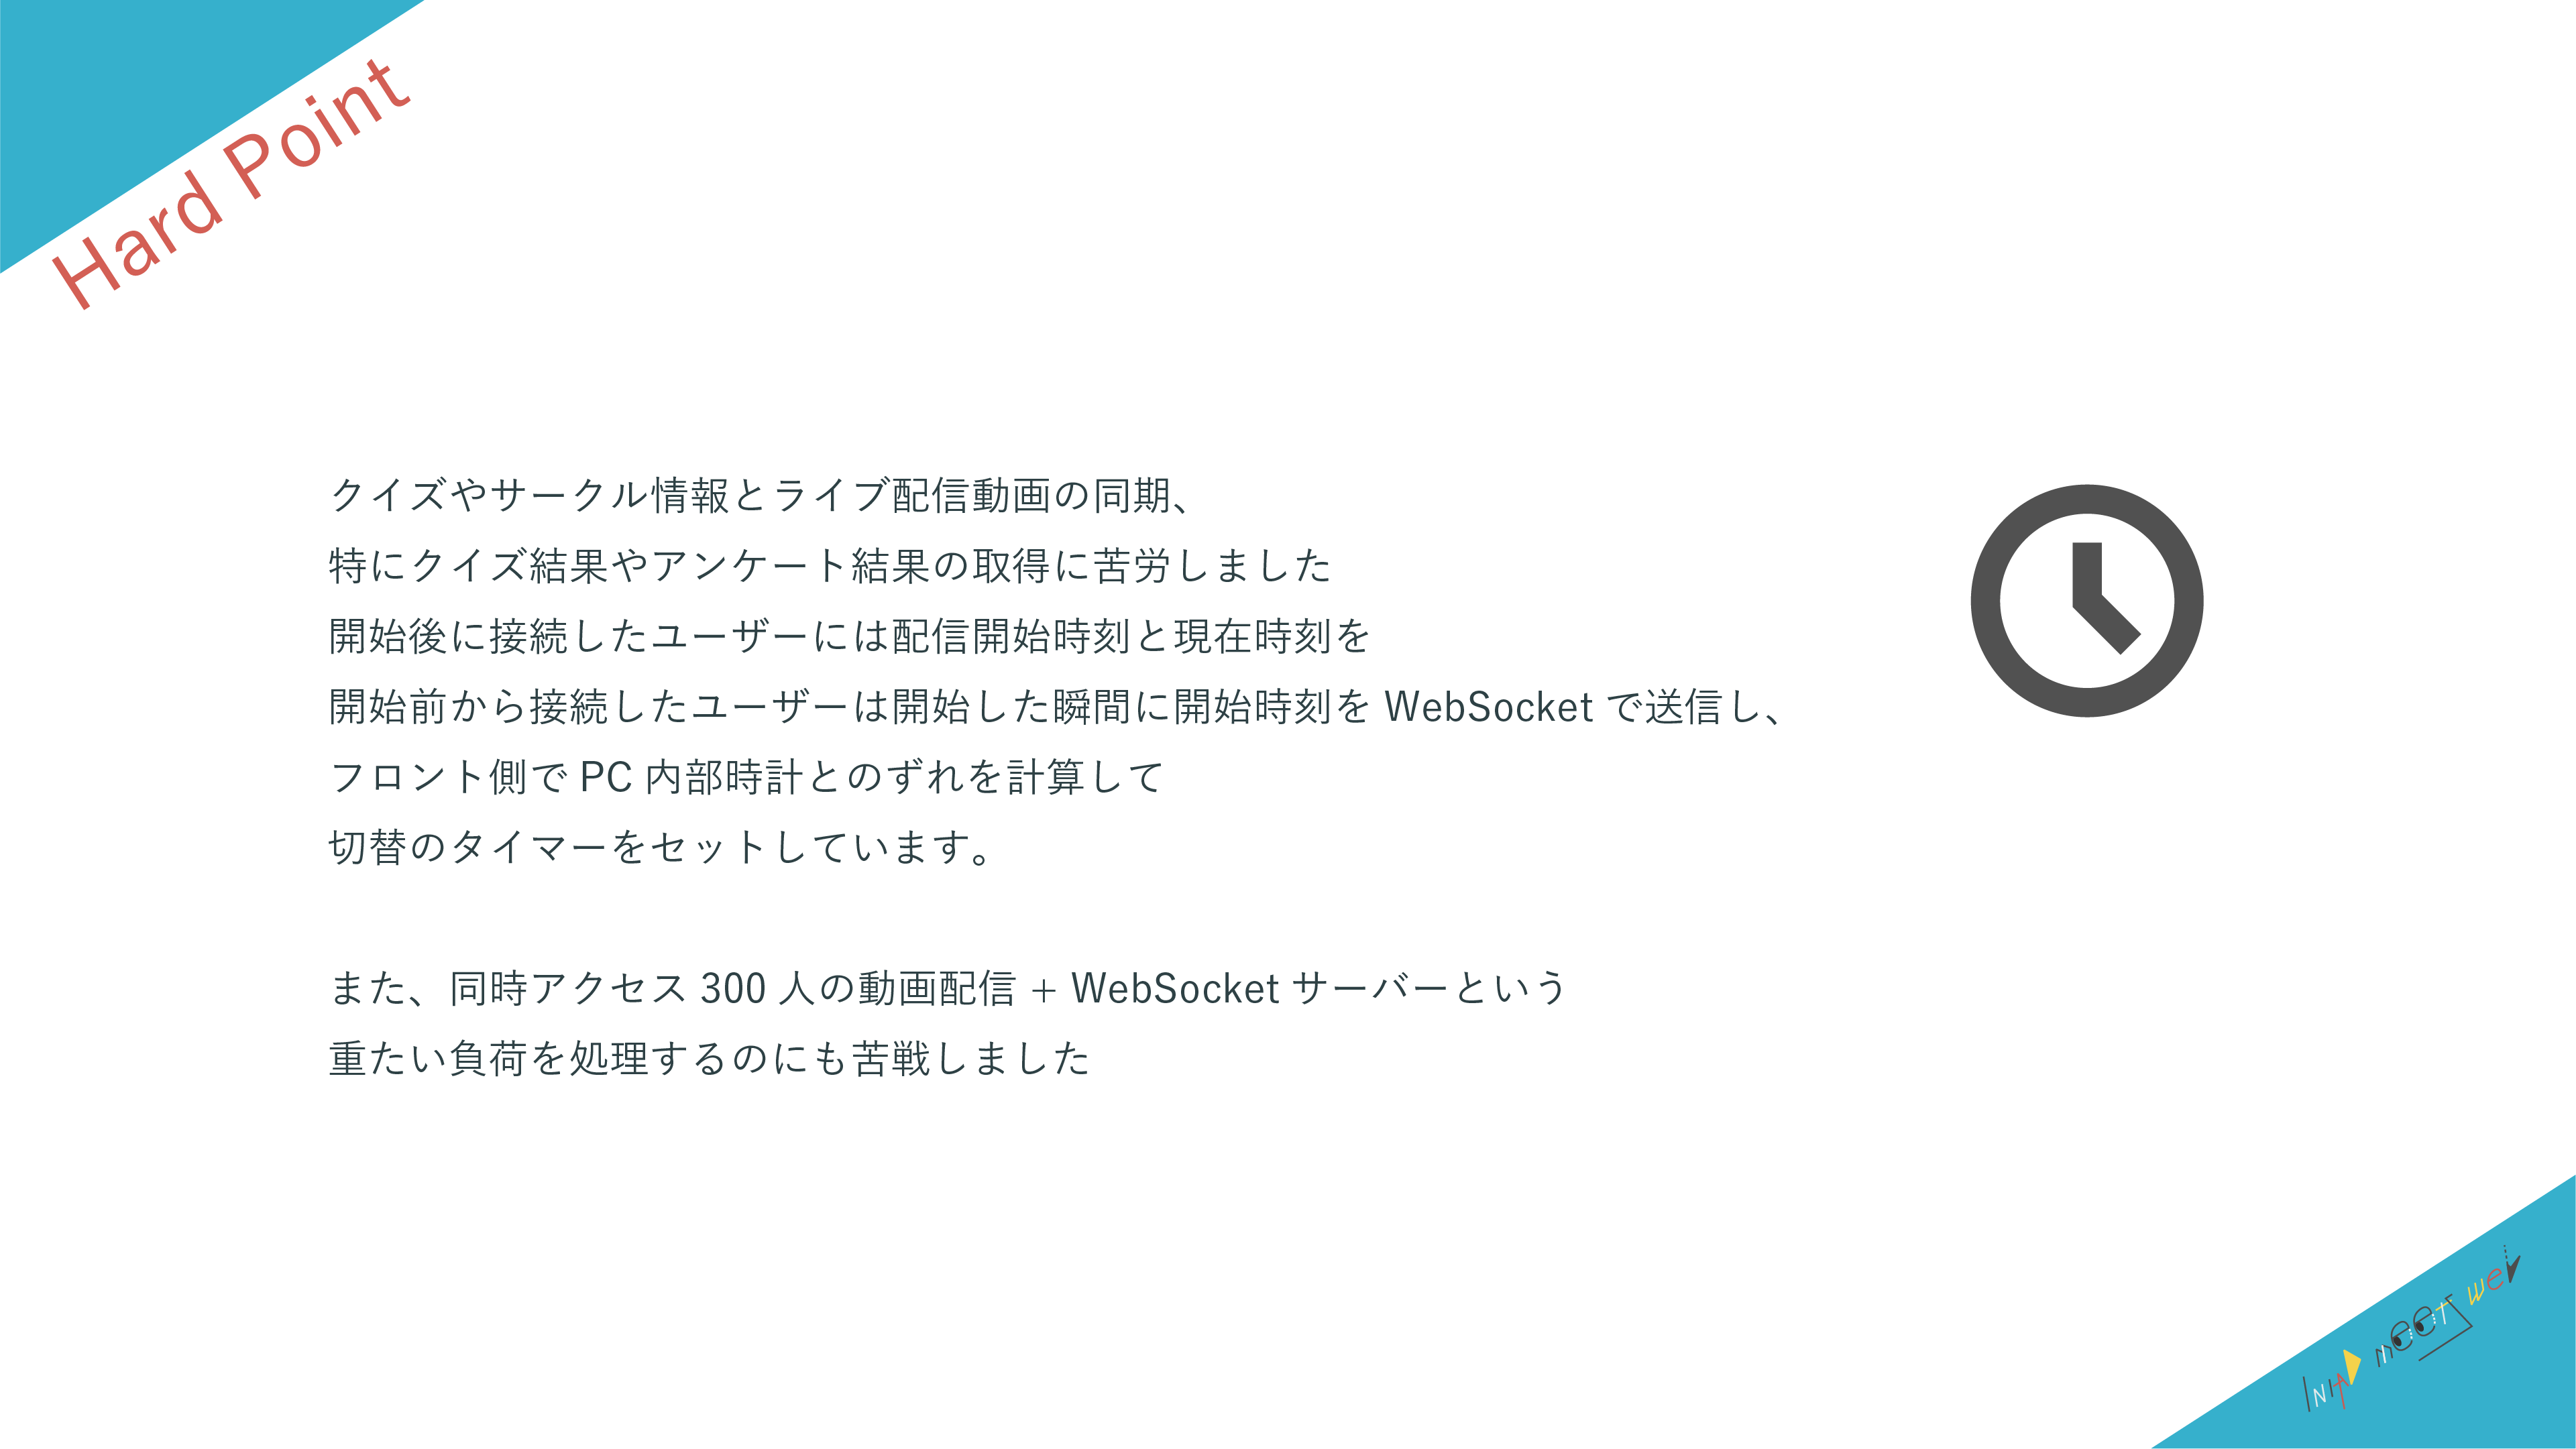 Hard Point
クイズやサークル情報とライブ配信動画の同期、
特にクイズ結果やアンケート結果の取得に苦労しました
開始後に接続したユーザーには配信開始時刻と現在時刻を
開始前から接続したユーザーは開始した瞬間に開始時刻を WebSocket で送信し、
フロント側で PC 内部時計とのずれを計算して
切替のタイマーをセットしています。
また、同時アクセス 300 人の動画配信 + WebSocket サーバーという
重たい負荷を処理するのにも苦戦しました
meet web